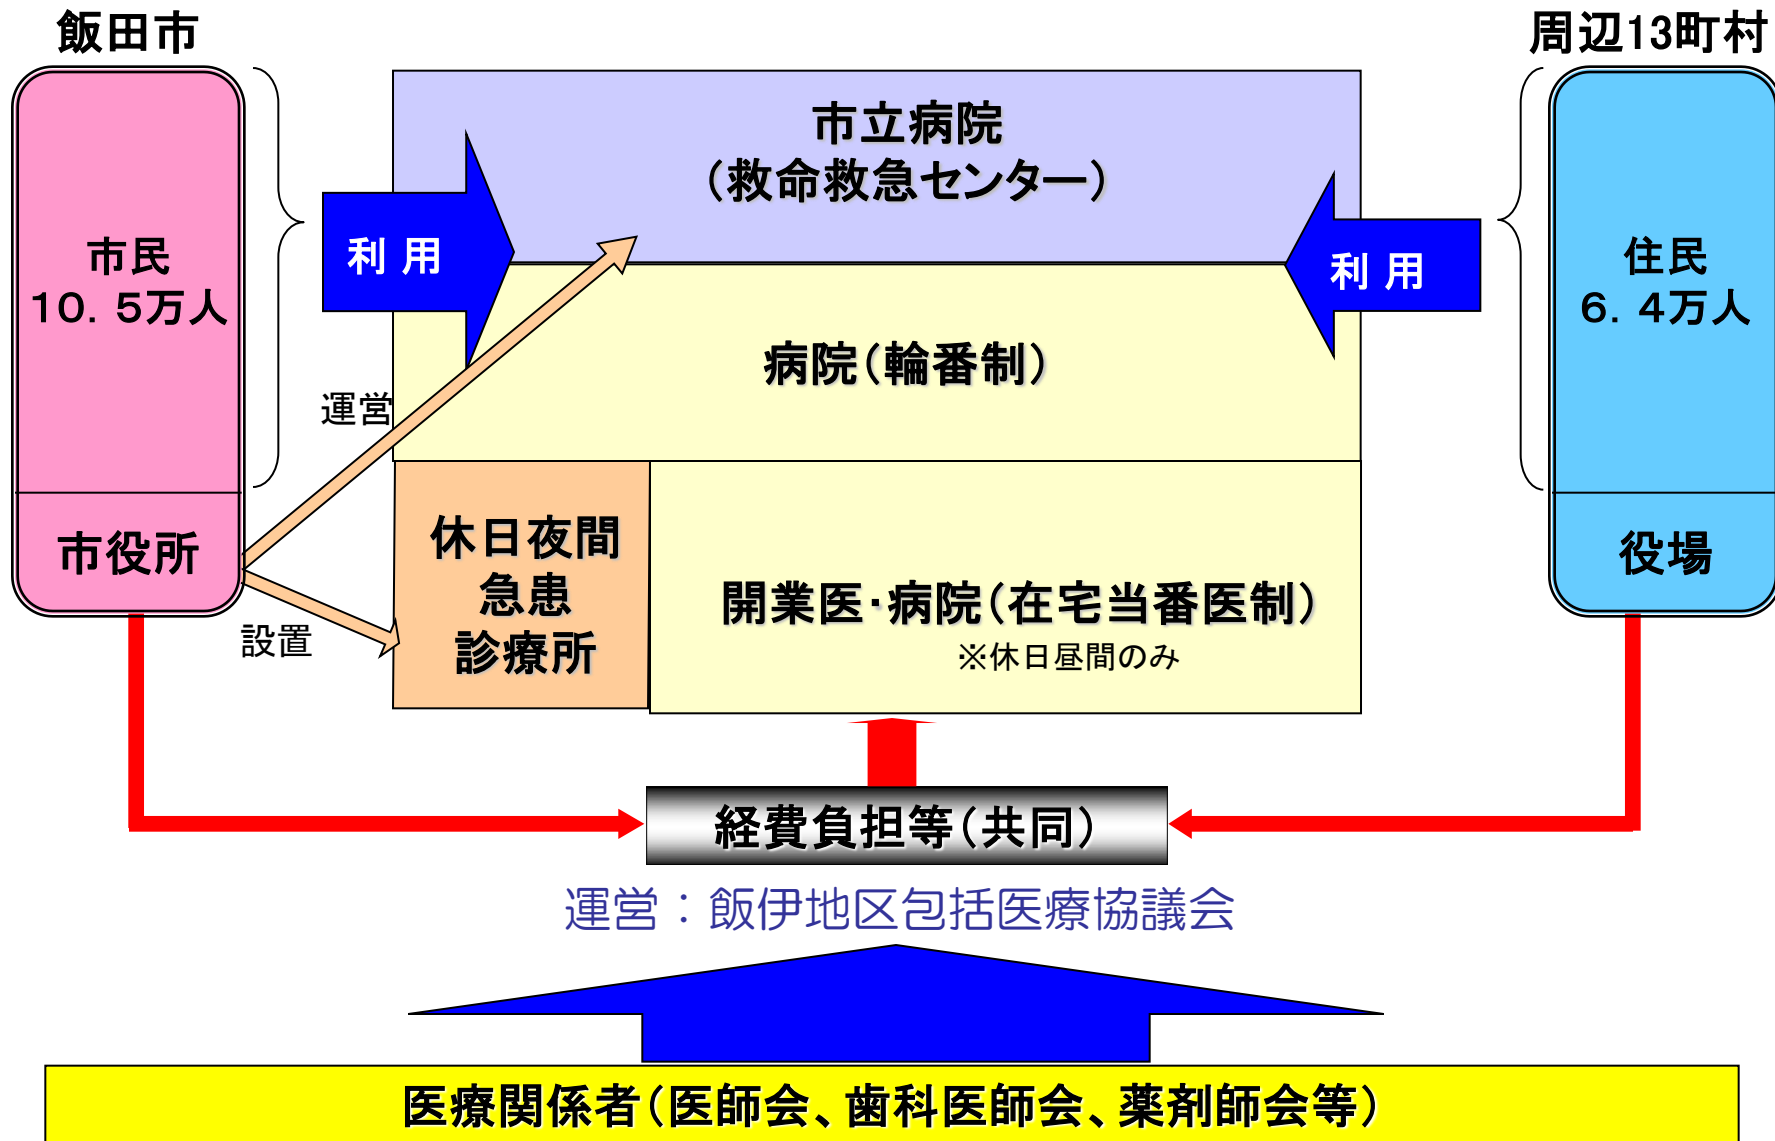 飯田市
周辺13町村
市立病院
（救命救急センター）
市民
１０．５万人
利 用
利 用
住民
６．４万人
病院（輪番制）
運営
市役所
休日夜間
急患
診療所
開業医・病院（在宅当番医制）
※休日昼間のみ
役場
設置
経費負担等（共同）
運営：飯伊地区包括医療協議会
医療関係者（医師会、歯科医師会、薬剤師会等）